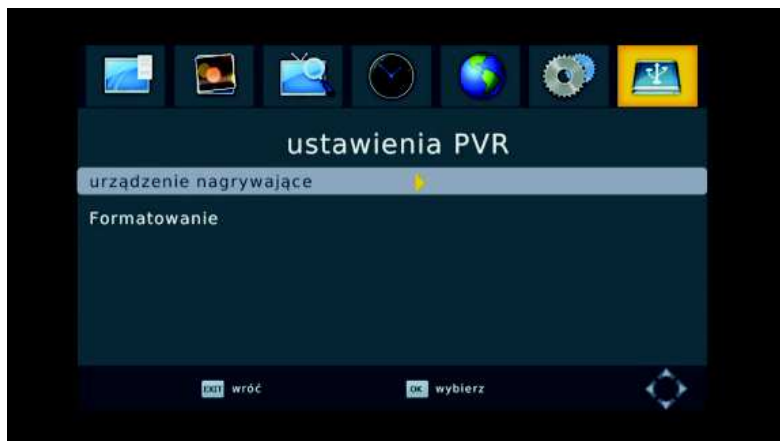 ustawienia PVR
urządzenie nagrywające
Formatowanie
EXIT wróć OK wybierz